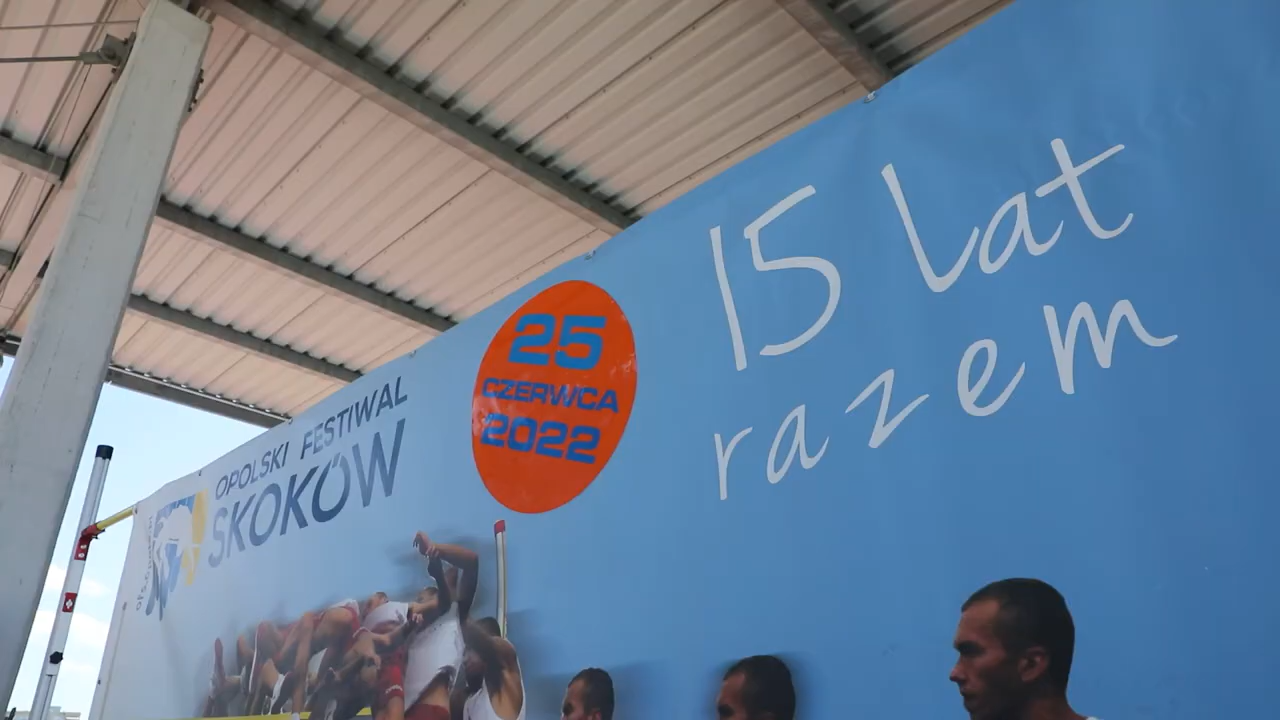 15 Lat
razem
25
CZERWCA
2022
OPOLSKI FESTIWAL
SKOKÓW